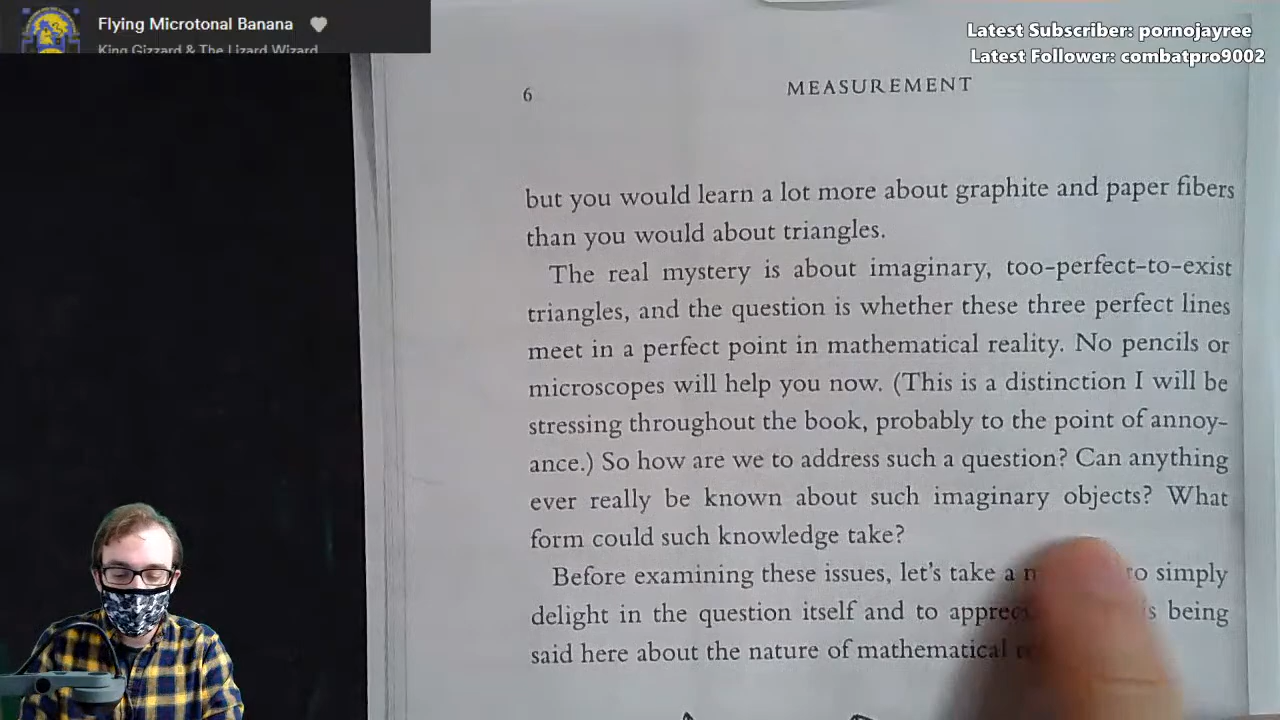 Flying Microtonal Banana
King Gizzard & The Lizard Wizard
Latest Subscriber: pornojayree
Latest Follower: combatpro9002
6
MEASUREMENT
but you would learn a lot more about graphite and paper fibers
than you would about triangles.
The real mystery is about imaginary, too-perfect-to-exist
triangles, and the question is whether these three perfect lines
meet in a perfect point in mathematical reality. No pencils or
microscopes will help you now. (This is a distinction I will be
stressing throughout the book, probably to the point of annoy-
ance.) So how are we to address such a question? Can anything
ever really be known about such imaginary objects? What
form could such knowledge take?
Before examining these issues, let's take a simply
delight in the question itself and to being
said here about the nature of mathematical